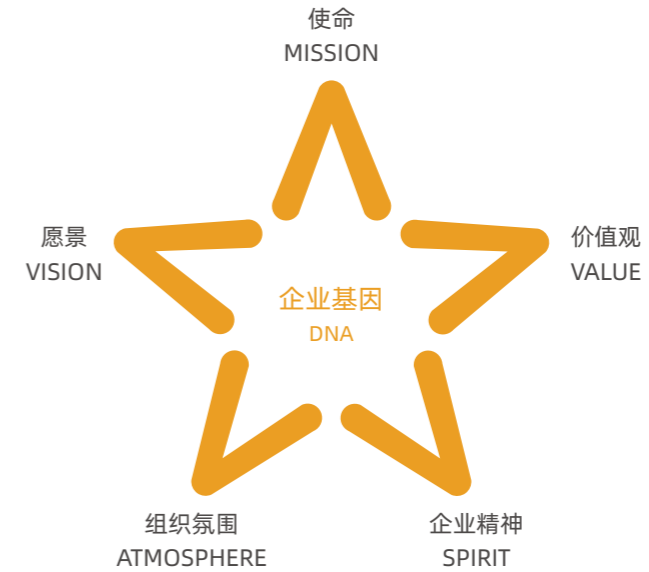 使命
MISSION
愿景
VISION
价值观
VALUE
企业基因
DNA
组织氛围
ATMOSPHERE
企业精神
SPIRIT